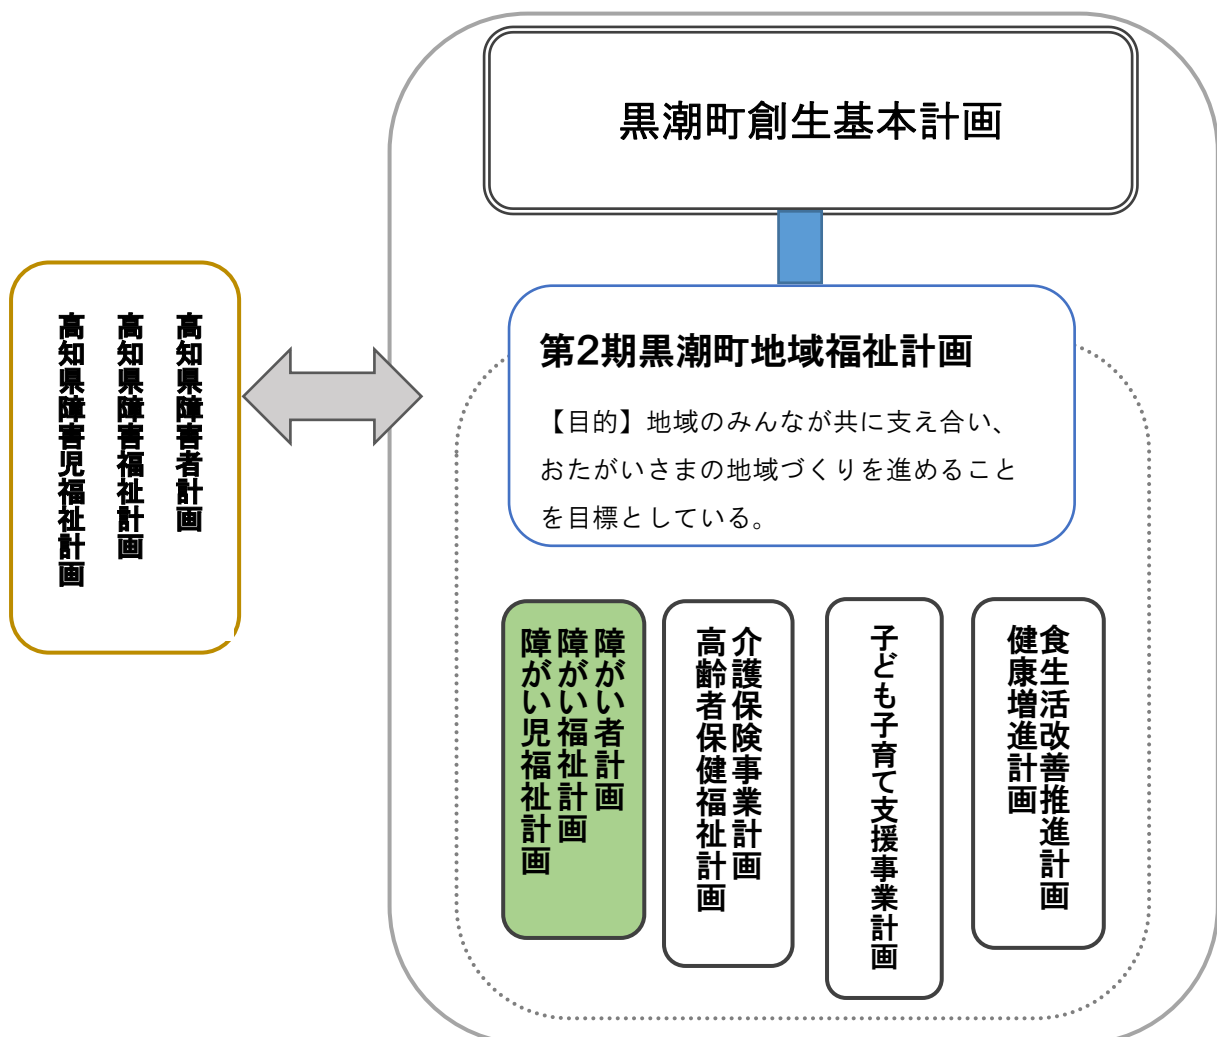 黒潮町創生基本計画
高知県障害者計画
高知県障害福祉計画
高知県障害児福祉計画
第2期黒潮町地域福祉計画
【目的】地域のみんなが共に支え合い、
おたがいさまの地域づくりを進めること
を目標としている。
障がい者計画
障がい福祉計画
障がい児福祉計画
介護保険事業計画
高齢者保健福祉計画
子ども子育て支援事業計画
食生活改善推進計画
健康増進計画